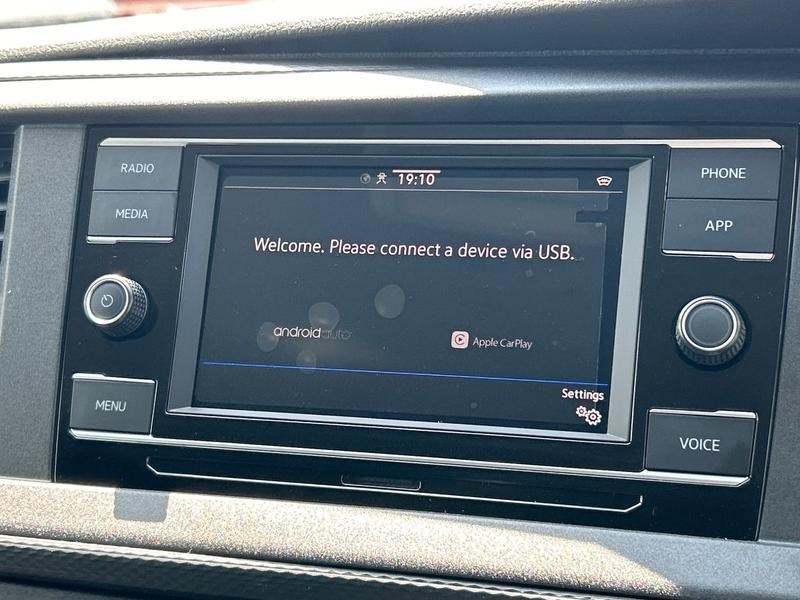 RADIO
MEDIA
MENU
19:10
Welcome. Please connect a device via USB.
androidauto
Apple CarPlay
Settings
PHONE
APP
VOICE